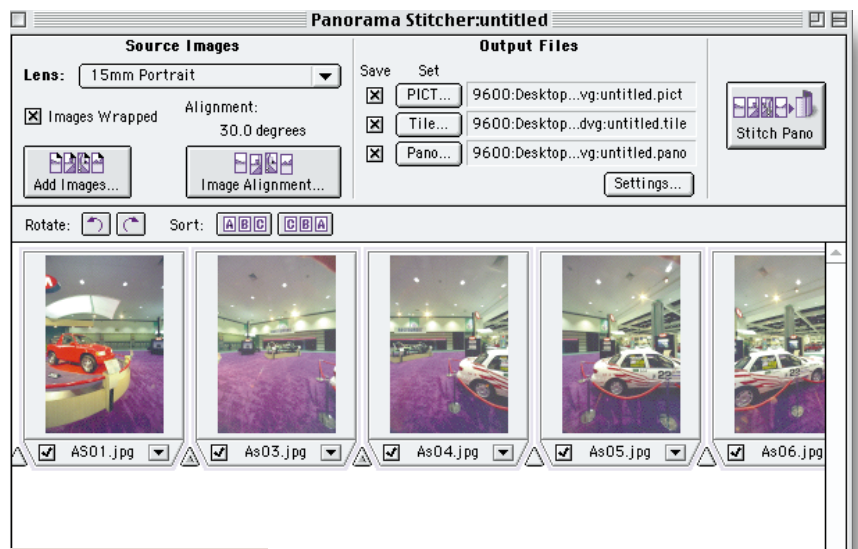 Panorama Stitcher:untitled
Source Images
Lens: 15mm Portrait
Images Wrapped
Alignment:
30.0 degrees
Add Images...
Image Alignment...
Output Files
Save Set
PICT... 9600:Desktop...vg:untitled.pict
Tile... 9600:Desktop...dvg:untitled.tile
Pano... 9600:Desktop...vg:untitled.pano
Settings...
Stitch Pano
Rotate: Sort: ABC CBA
22
22
AS01.jpg As03.jpg As04.jpg As05.jpg As06.jpg